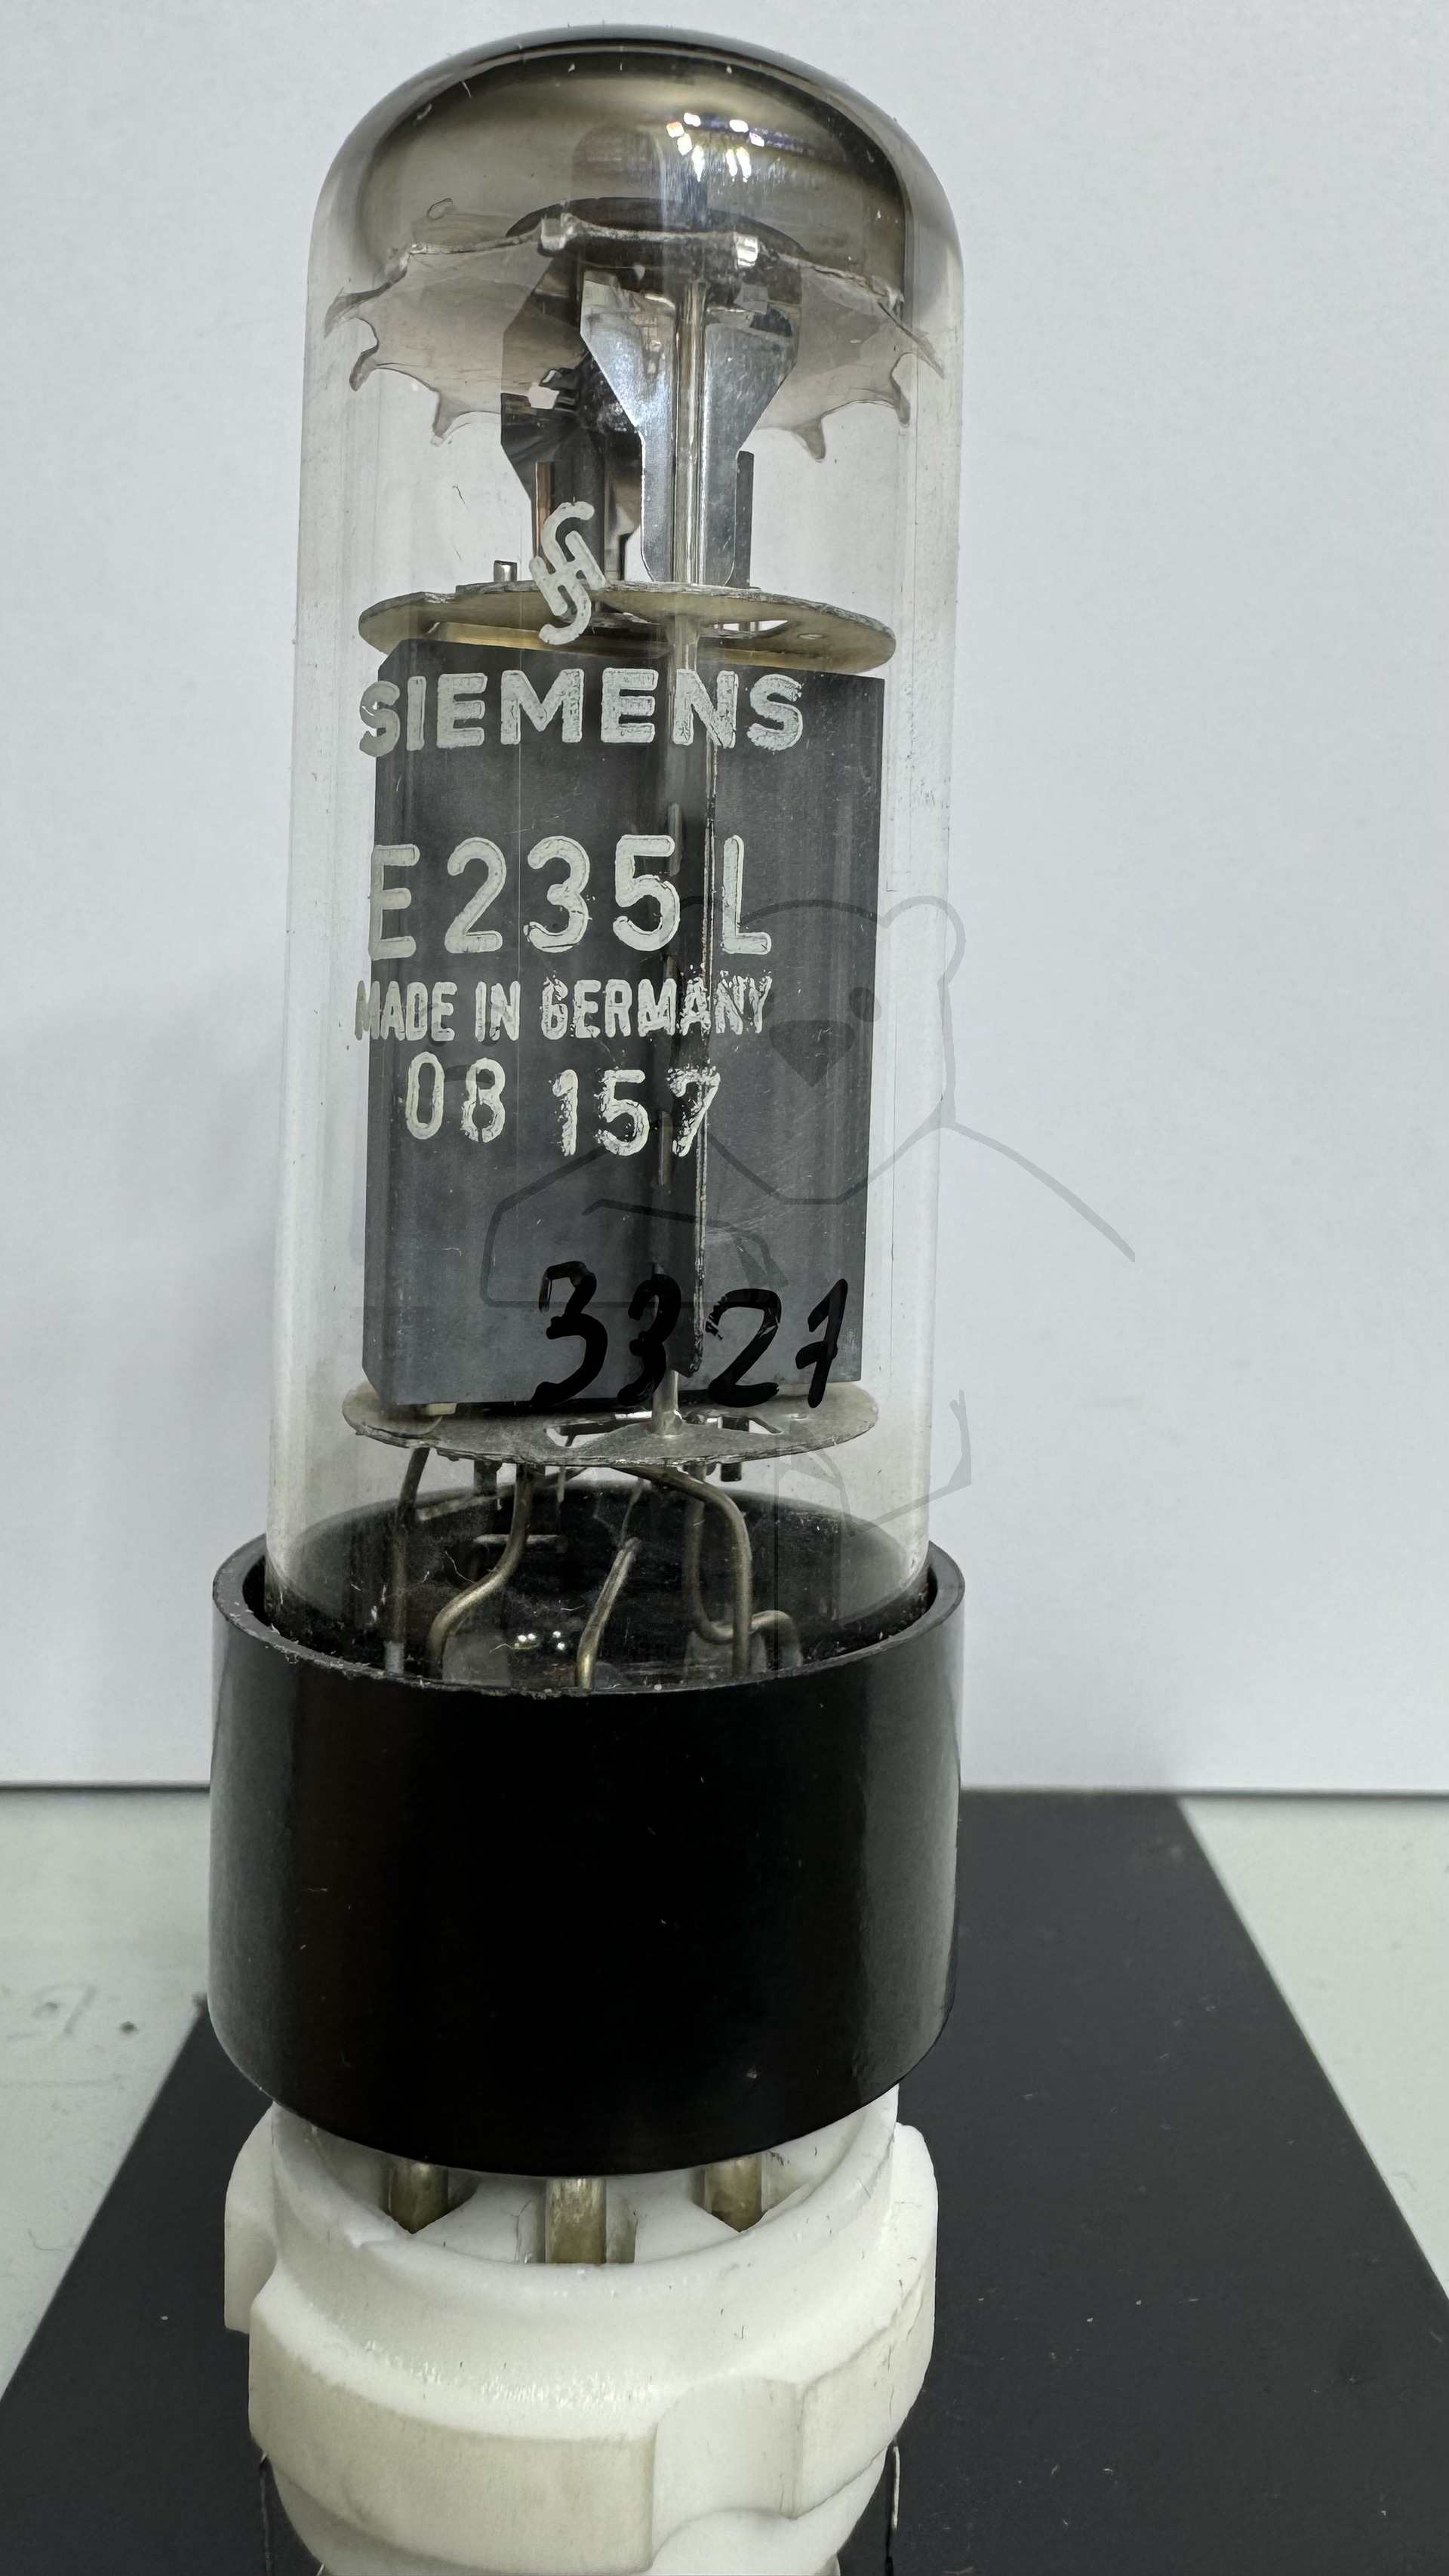 SIEMENS
E235L
MADE IN GERMANY
08 157
3321